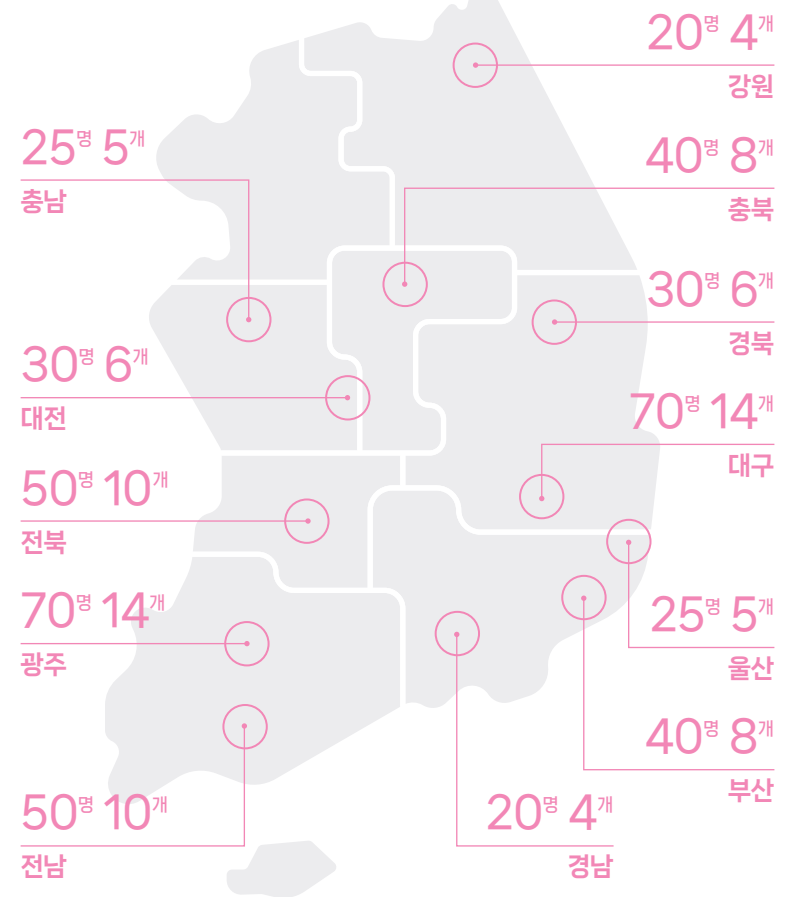 20명 4개
강원
25명 5개
충남
40명 8개
충북
30명 6개
경북
30명 6개
대전
70명 14개
대구
50명 10개
전북
70명 14개
광주
25명 5개
울산
40명 8개
부산
50명 10개
전남
20명 4개
경남